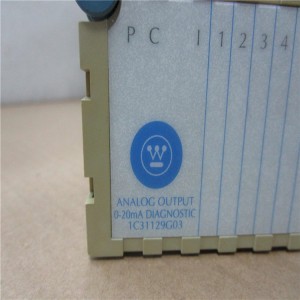 P C I 1 2 3 4
W
ANALOG OUTPUT
0-20mA DIAGNOSTIC
1C31129G03